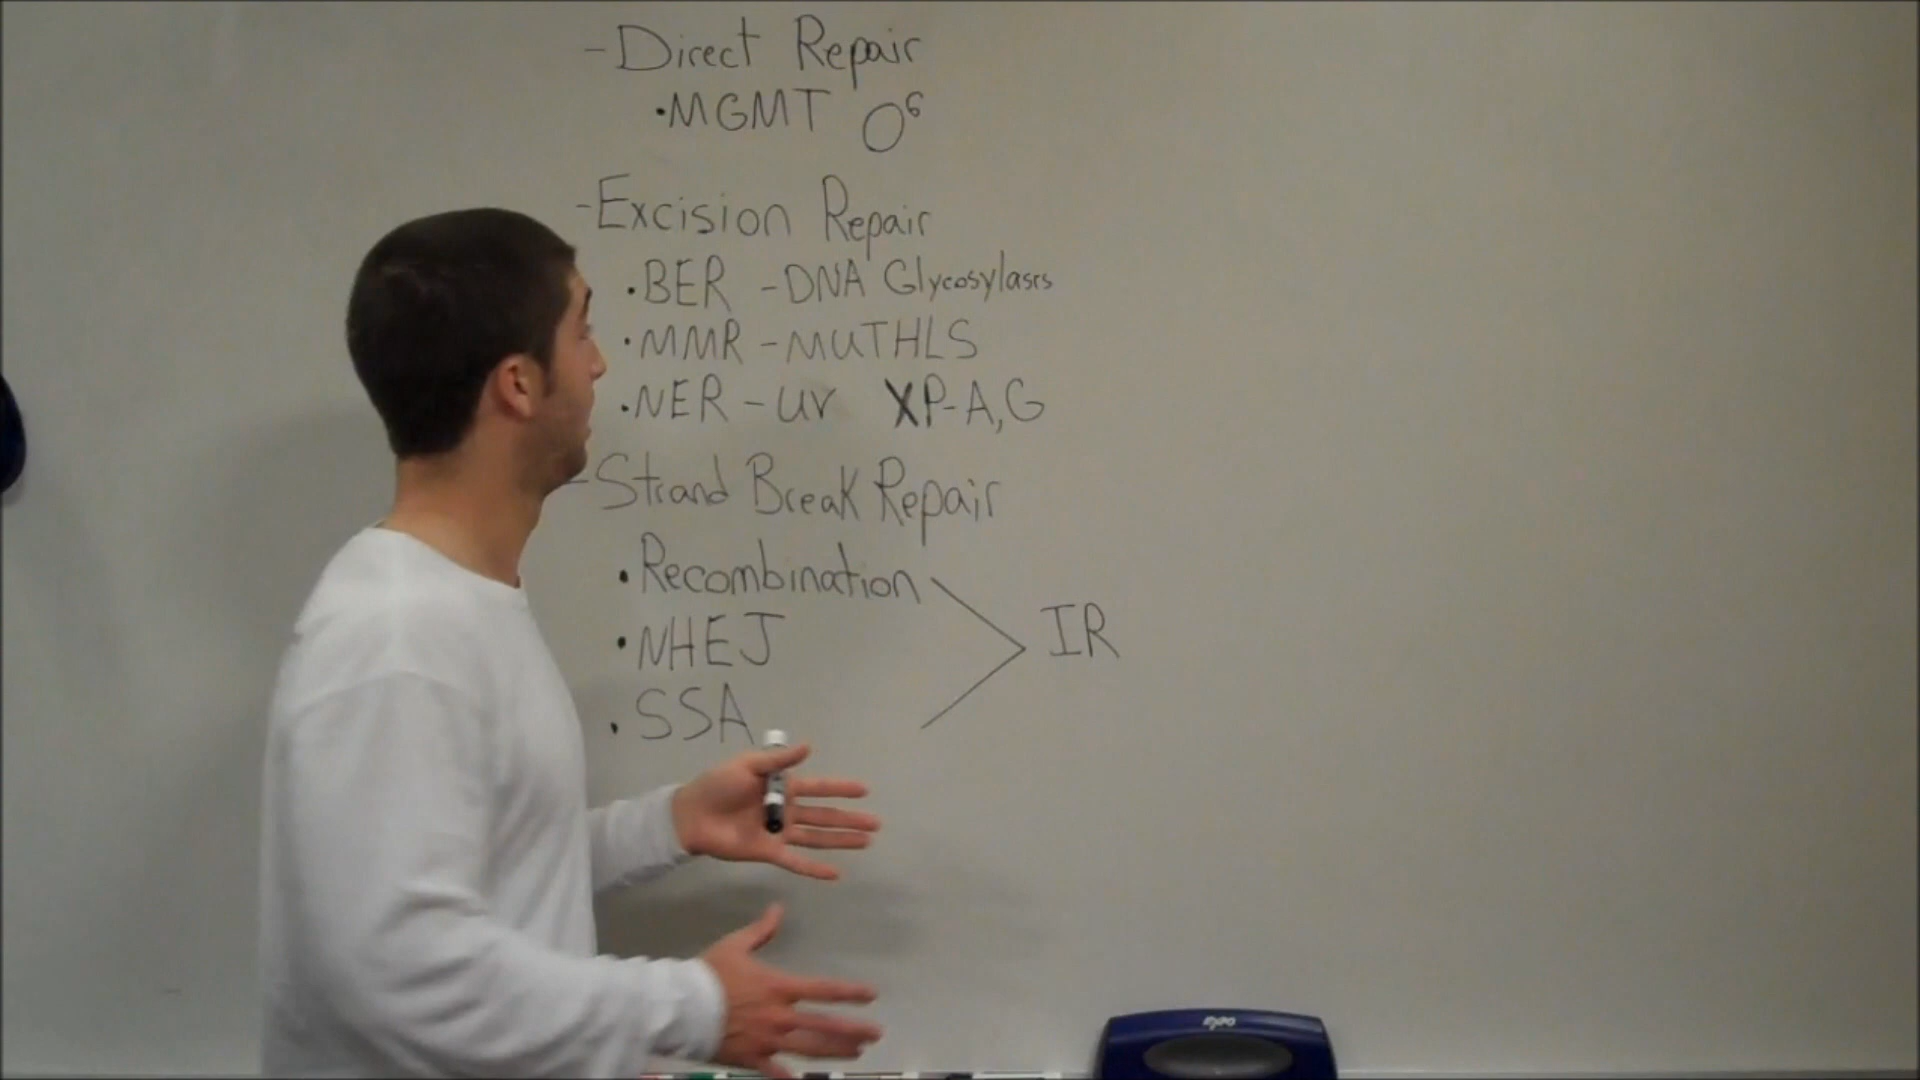 - Direct Repair
• MGMT O⁶
- Excision Repair
• BER - DNA Glycosylases
• MMR - MUTHLS
• NER - UV XP-A,G
- Strand Break Repair
• Recombination
• NHEJ
IR
• SSA
EXPO